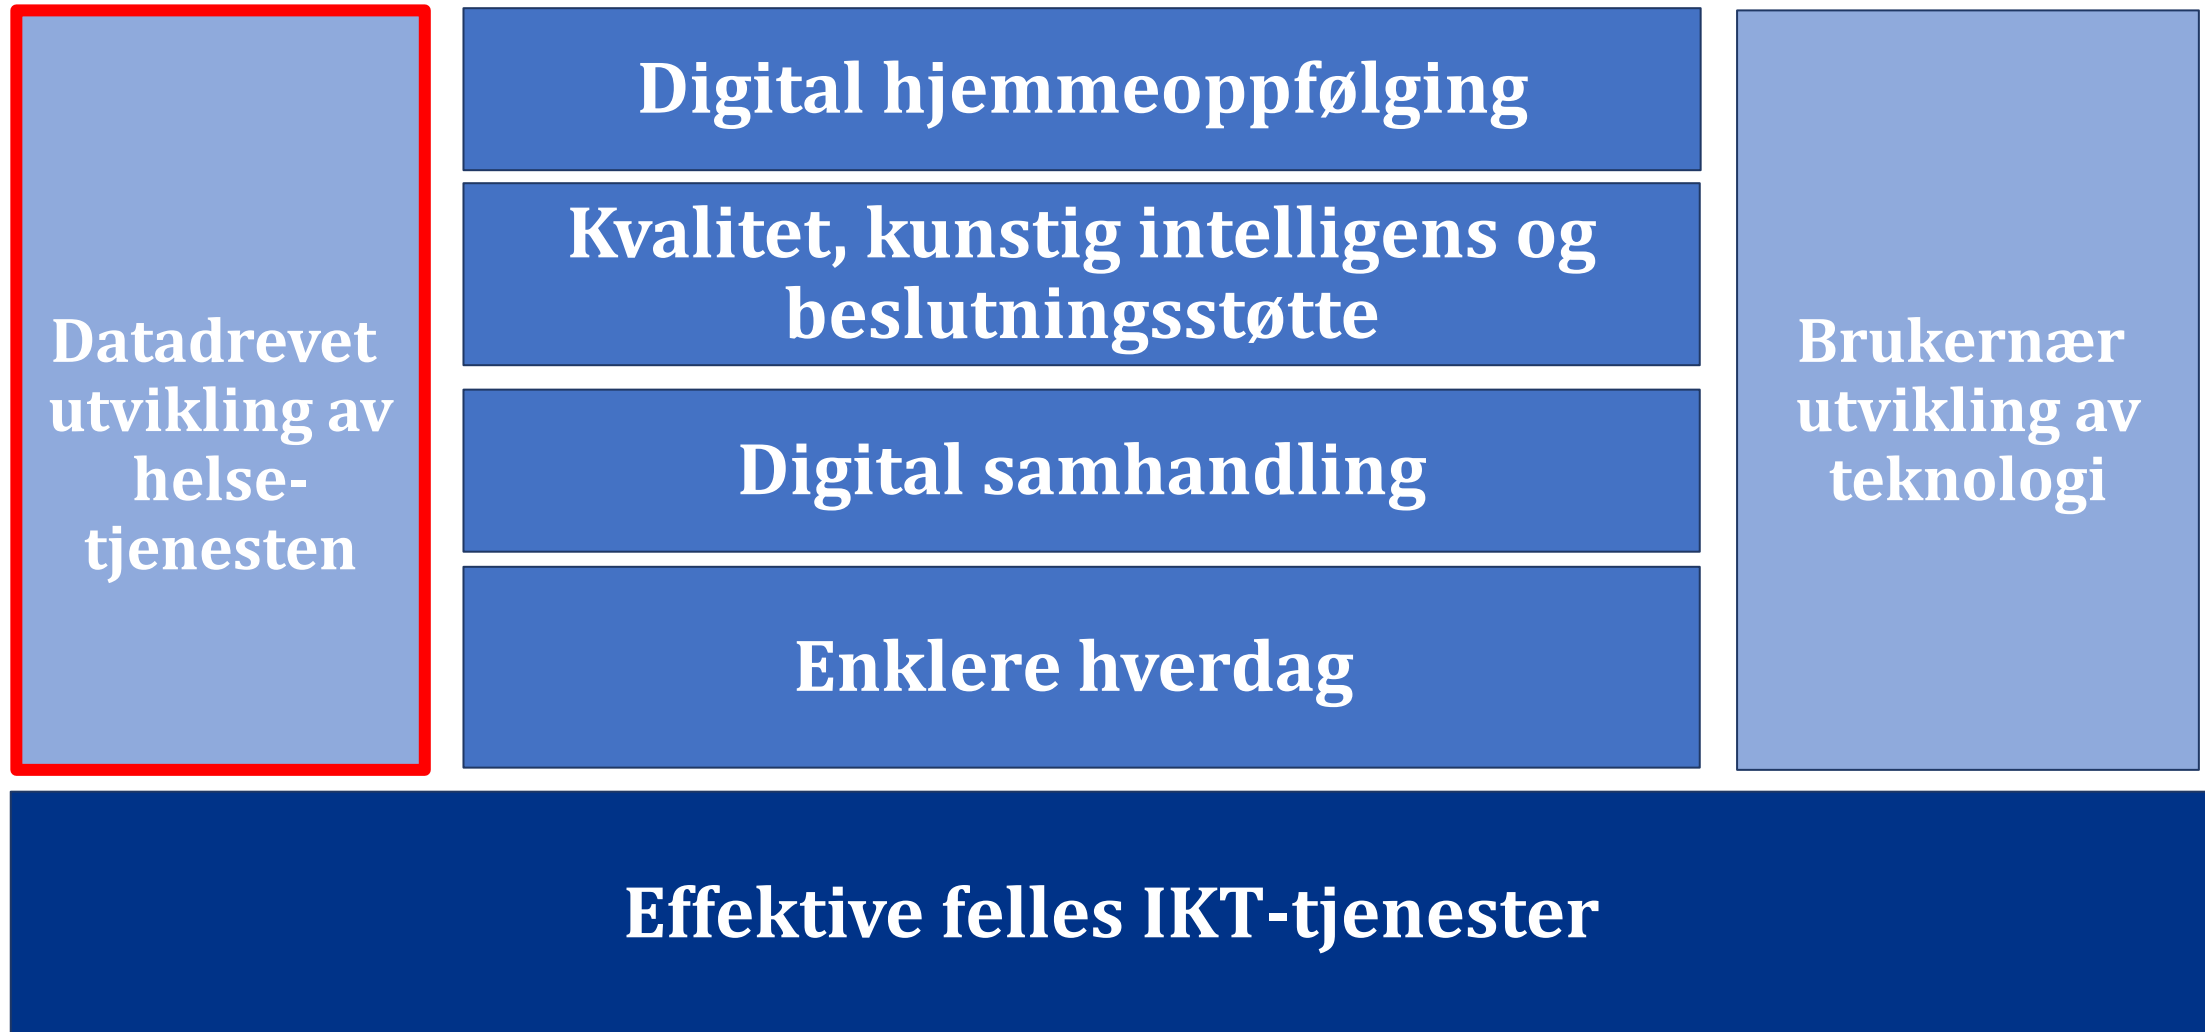 Datadrevet
utvikling av
helse-
tjenesten
Digital hjemmeoppfølging
Kvalitet, kunstig intelligens og
beslutningsstøtte
Digital samhandling
Enklere hverdag
Brukernær
utvikling av
teknologi
Effektive felles IKT-tjenester